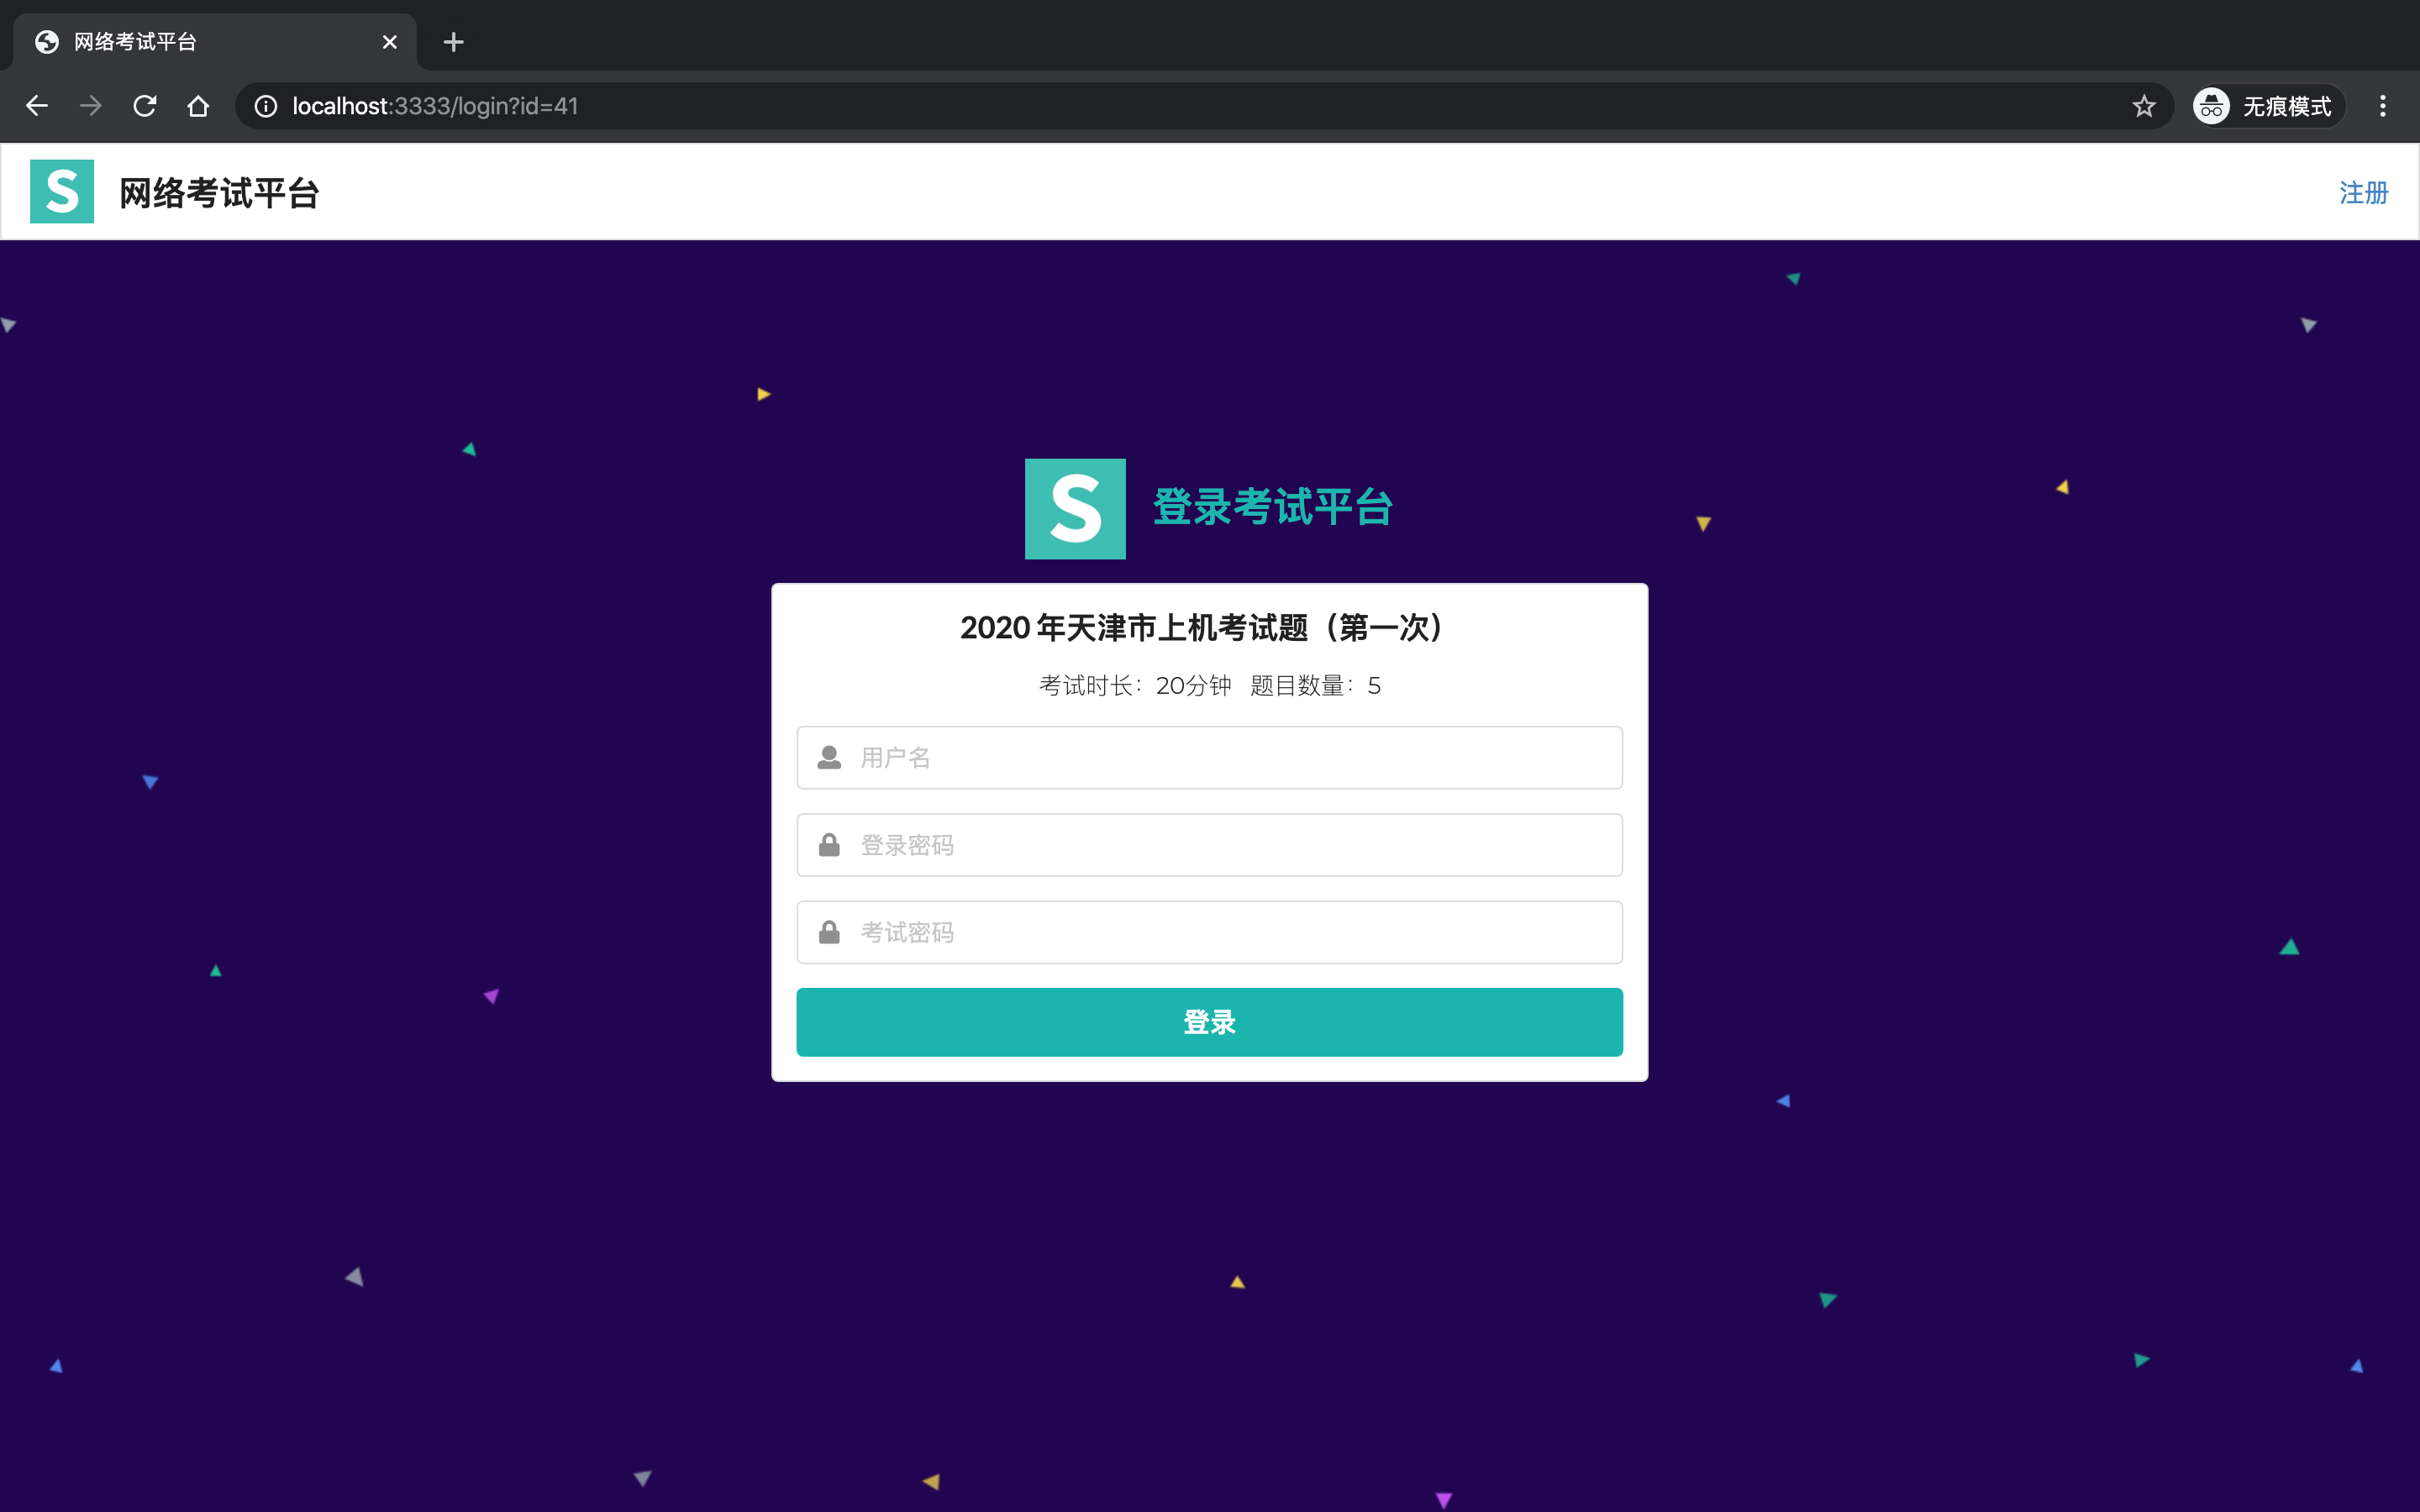 网络考试平台
localhost:3333/login?id=41
无痕模式
S 网络考试平台
注册
S 登录考试平台
2020 年天津市上机考试题（第一次）
考试时长：20分钟 题目数量：5
用户名
登录密码
考试密码
登录